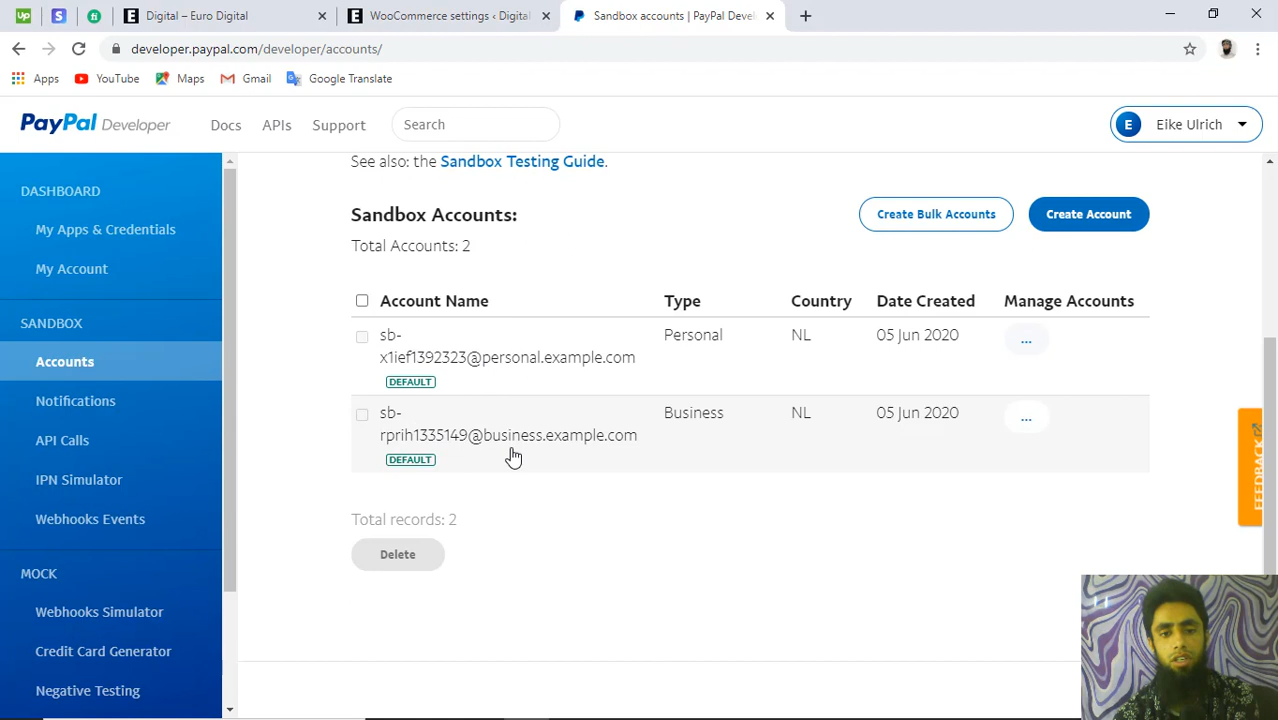 Up
S
fi
E
Digital – Euro Digital
×
E
WooCommerce settings ‹ Digital
×
Sandbox accounts | PayPal Devel
×
+
developer.paypal.com/developer/accounts/
Apps
YouTube
Maps
Gmail
Google Translate
PayPal Developer
Docs
APIs
Support
Search
E
Eike Ulrich
DASHBOARD
My Apps & Credentials
My Account
SANDBOX
Accounts
Notifications
API Calls
IPN Simulator
Webhooks Events
MOCK
Webhooks Simulator
Credit Card Generator
Negative Testing
See also: the Sandbox Testing Guide.
Sandbox Accounts:
Create Bulk Accounts
Create Account
Total Accounts: 2
Account Name Type Country Date Created Manage Accounts
sb- Personal NL 05 Jun 2020 ...
x1ief1392323@personal.example.com
DEFAULT
sb- Business NL 05 Jun 2020 ...
rprih1335149@business.example.com
DEFAULT
Total records: 2
Delete
FEEDBACK